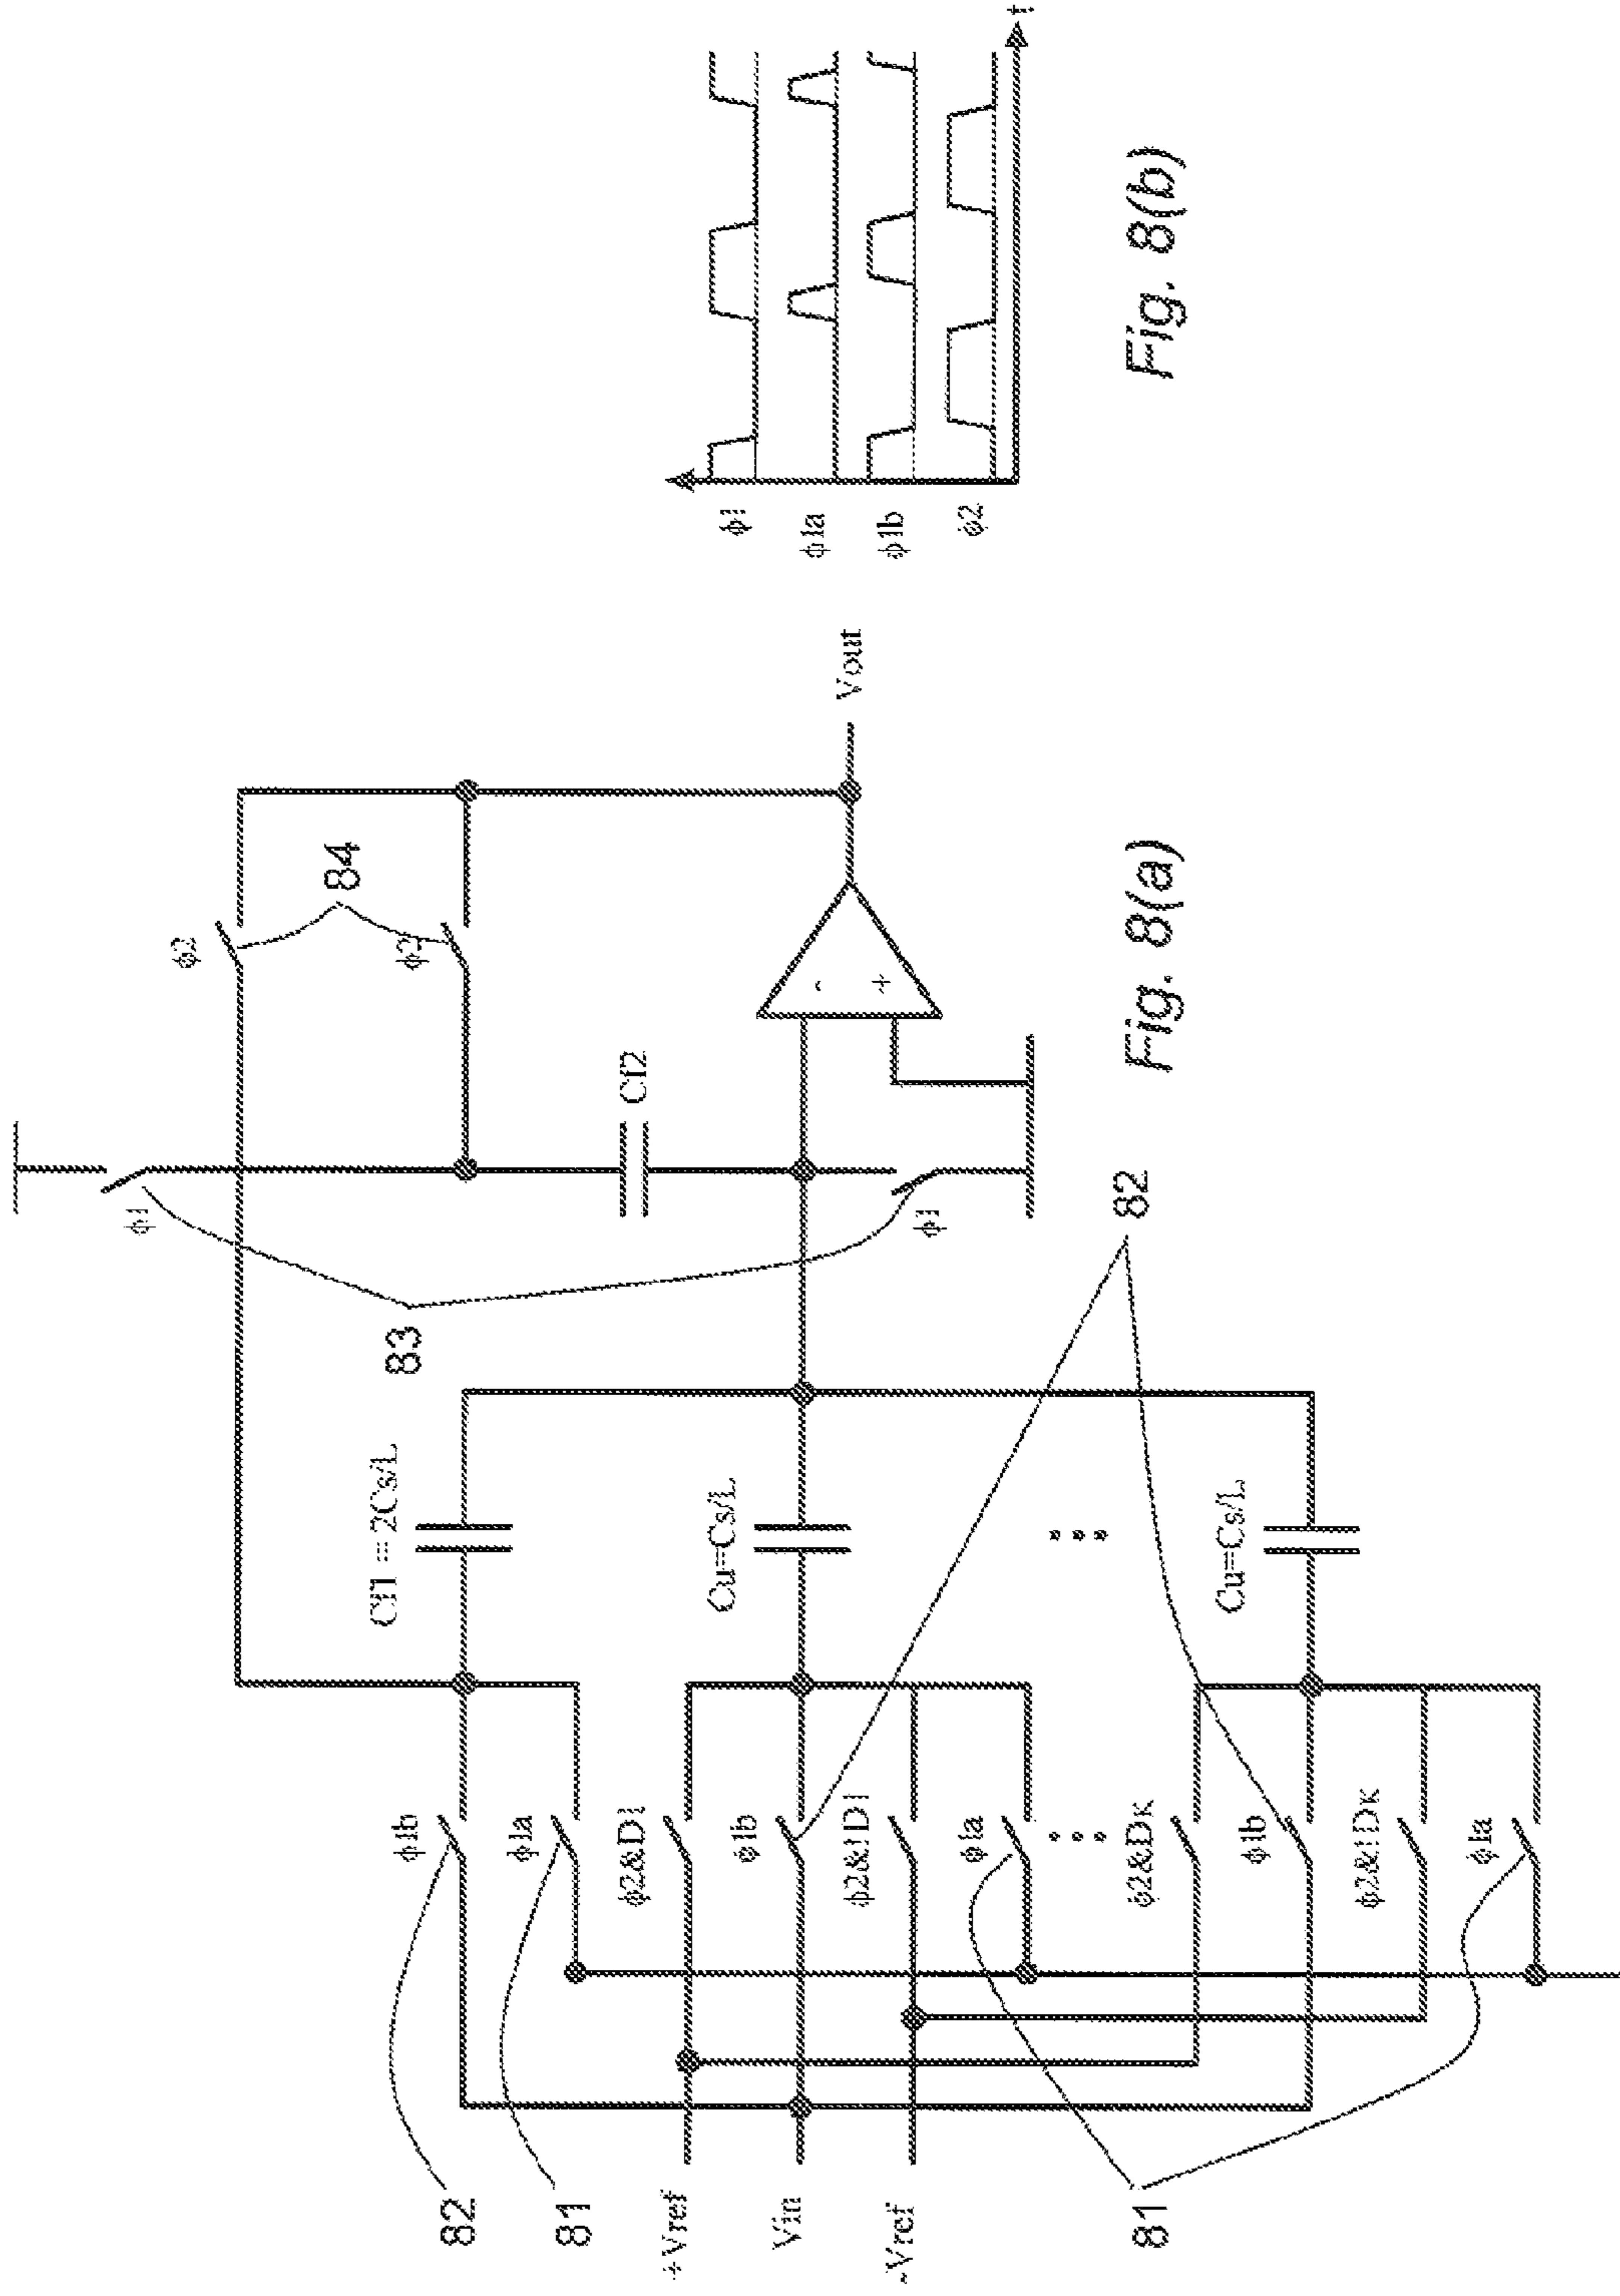 82
81
+Vref
Vin
-Vref
81
ϕ1b
ϕ1a
ϕ2&D1
ϕ1b
ϕ2&!D1
ϕ1a
ϕ2&DK
ϕ1b
ϕ2&!DK
ϕ1a
Cf1 = 2Cs/L
Cu=Cs/L
Cu=Cs/L
83
82
ϕ1
ϕ1
Cf2
ϕ2
ϕ2
84
-
+
Vout
Fig. 8(a)
ϕ1
ϕ1a
ϕ1b
ϕ2
t
Fig. 8(b)